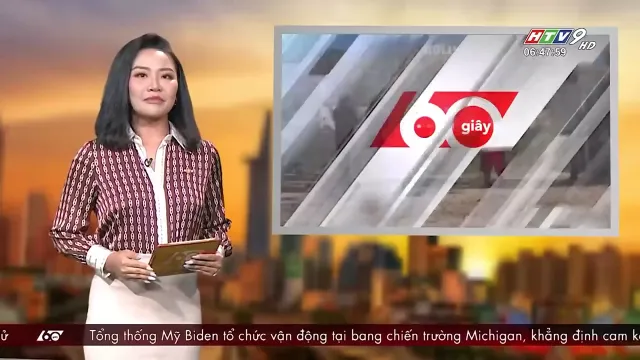 HTV9 HD
06:47:59
60 giây
ử 60 Tổng thống Mỹ Biden tổ chức vận động tại bang chiến trường Michigan, khẳng định cam k